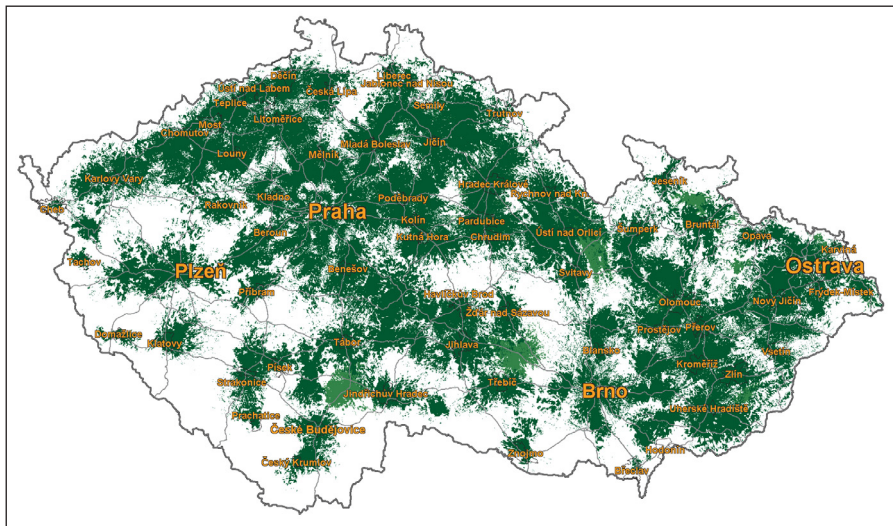 Děčín
Liberec
Ústí nad Labem
Jablonec nad Nisou
Česká Lípa
Teplice
Semily
Trutnov
Most
Litoměřice
Chomutov
Mladá Boleslav
Jičín
Louny
Mělník
Karlovy Vary
Jeseník
Hradec Králové
Rychnov nad Kn.
Kladno
Poděbrady
Rakovník
Cheb
Praha
Kolín
Pardubice
Bruntál
Šumperk
Ústí nad Orlicí
Opava
Beroun
Kutná Hora
Chrudim
Karviná
Tachov
Plzeň
Benešov
Svitavy
Ostrava
Příbram
Havlíčkův Brod
Frýdek-Místek
Olomouc
Nový Jičín
Žďár nad Sázavou
Prostějov
Přerov
Domažlice
Klatovy
Tábor
Jihlava
Blansko
Vsetín
Písek
Kroměříž
Zlín
Strakonice
Třebíč
Jindřichův Hradec
Brno
Uherské Hradiště
Prachatice
České Budějovice
Znojmo
Hodonín
Český Krumlov
Břeclav